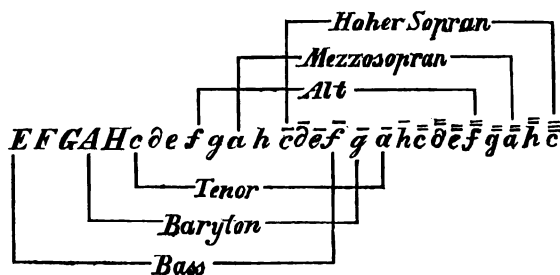 Hoher Sopran
Mezzosopran
Alt
E F G A H c d e f g a h c̄ d̄ ē f̄ ḡ ā h̄ c̿ d̿ e̿ f̿ g̿ a̿ h̿ c̿̄
Tenor
Baryton
Bass